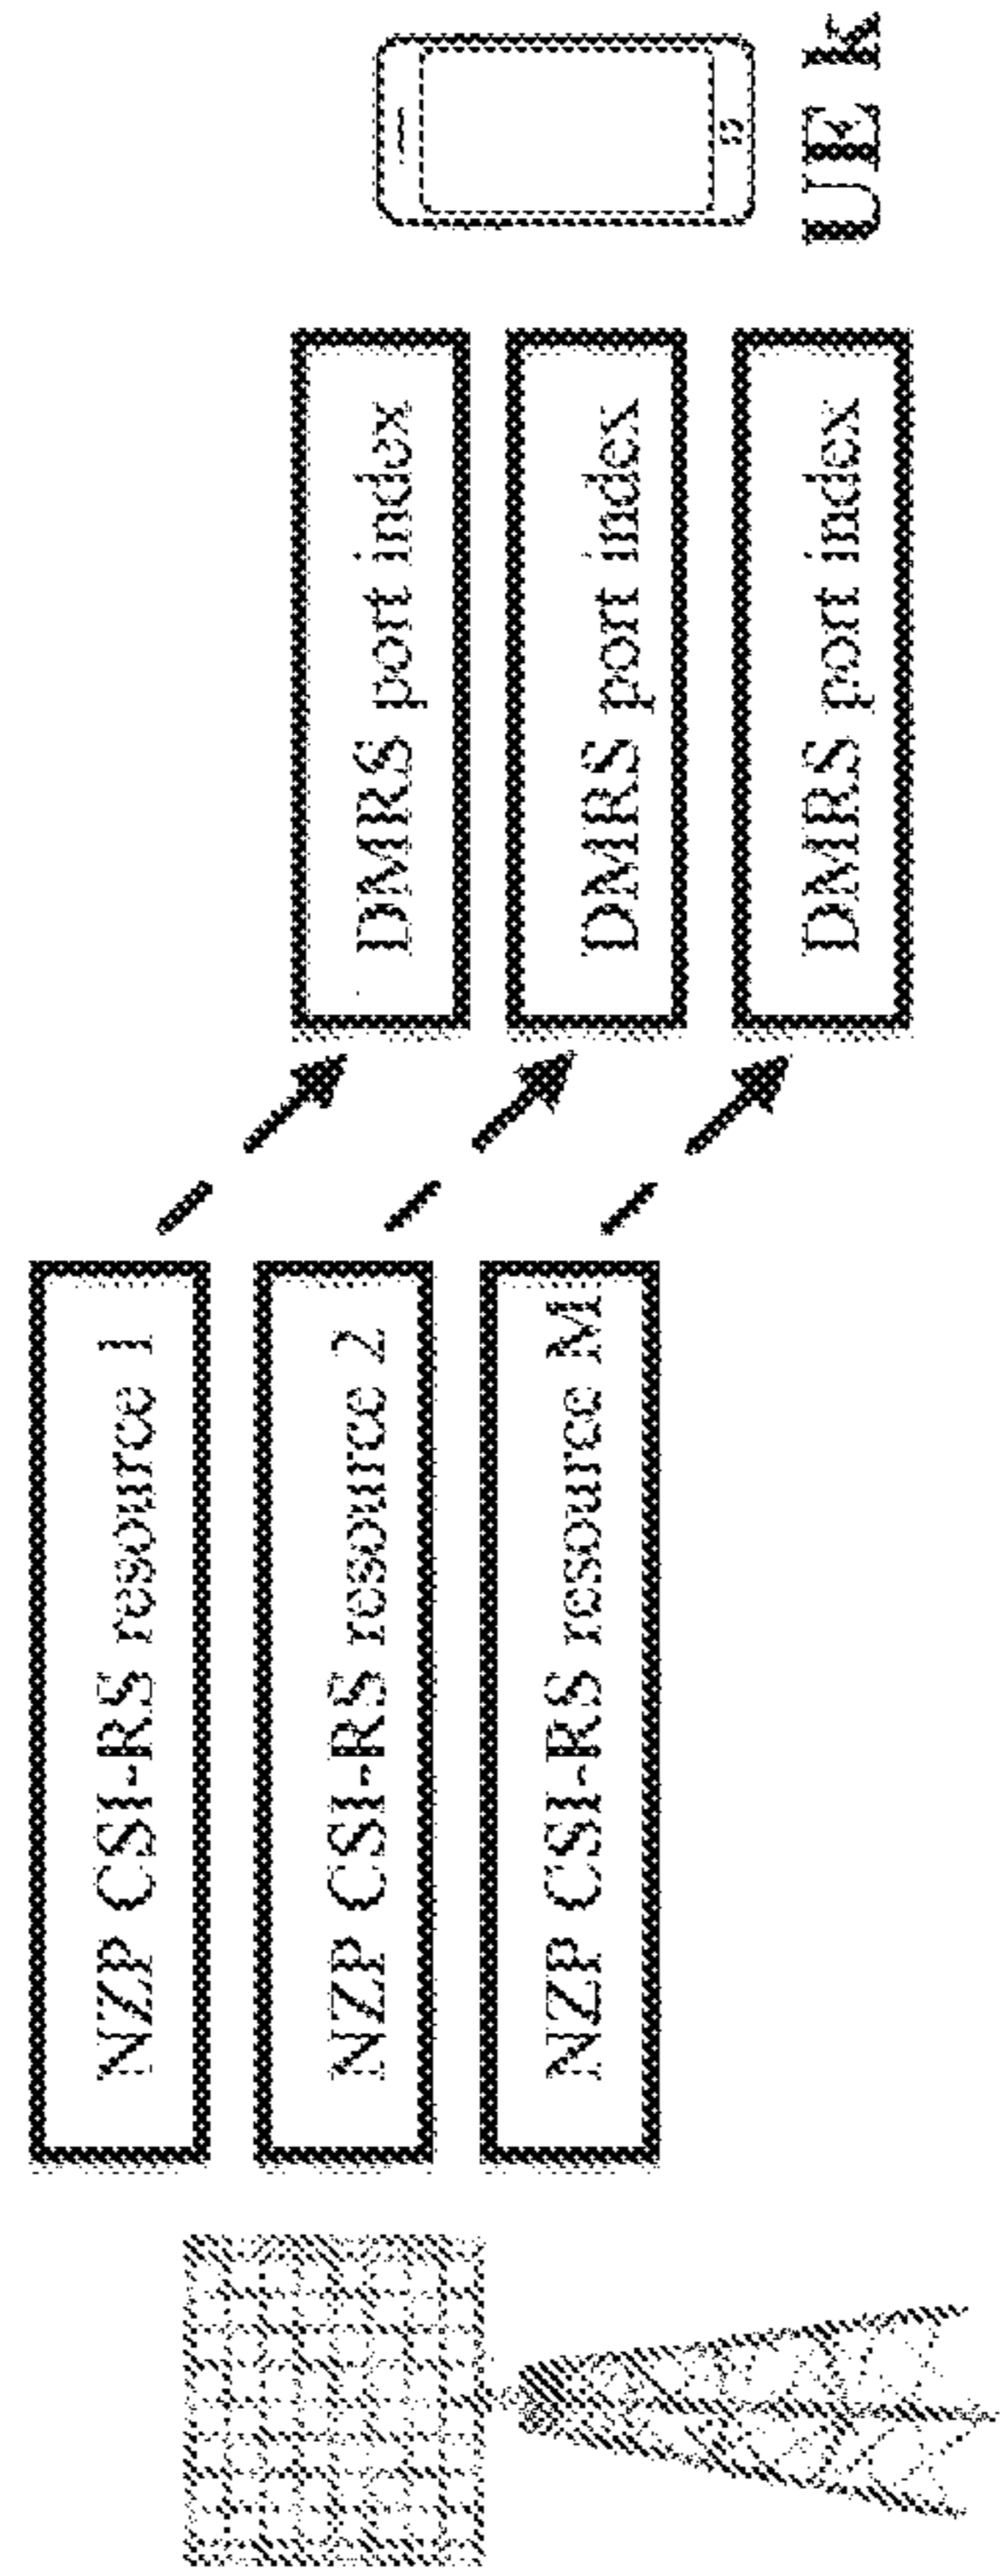 NZP CSI-RS resource 1
NZP CSI-RS resource 2
NZP CSI-RS resource M
DMRS port index
DMRS port index
DMRS port index
UE k